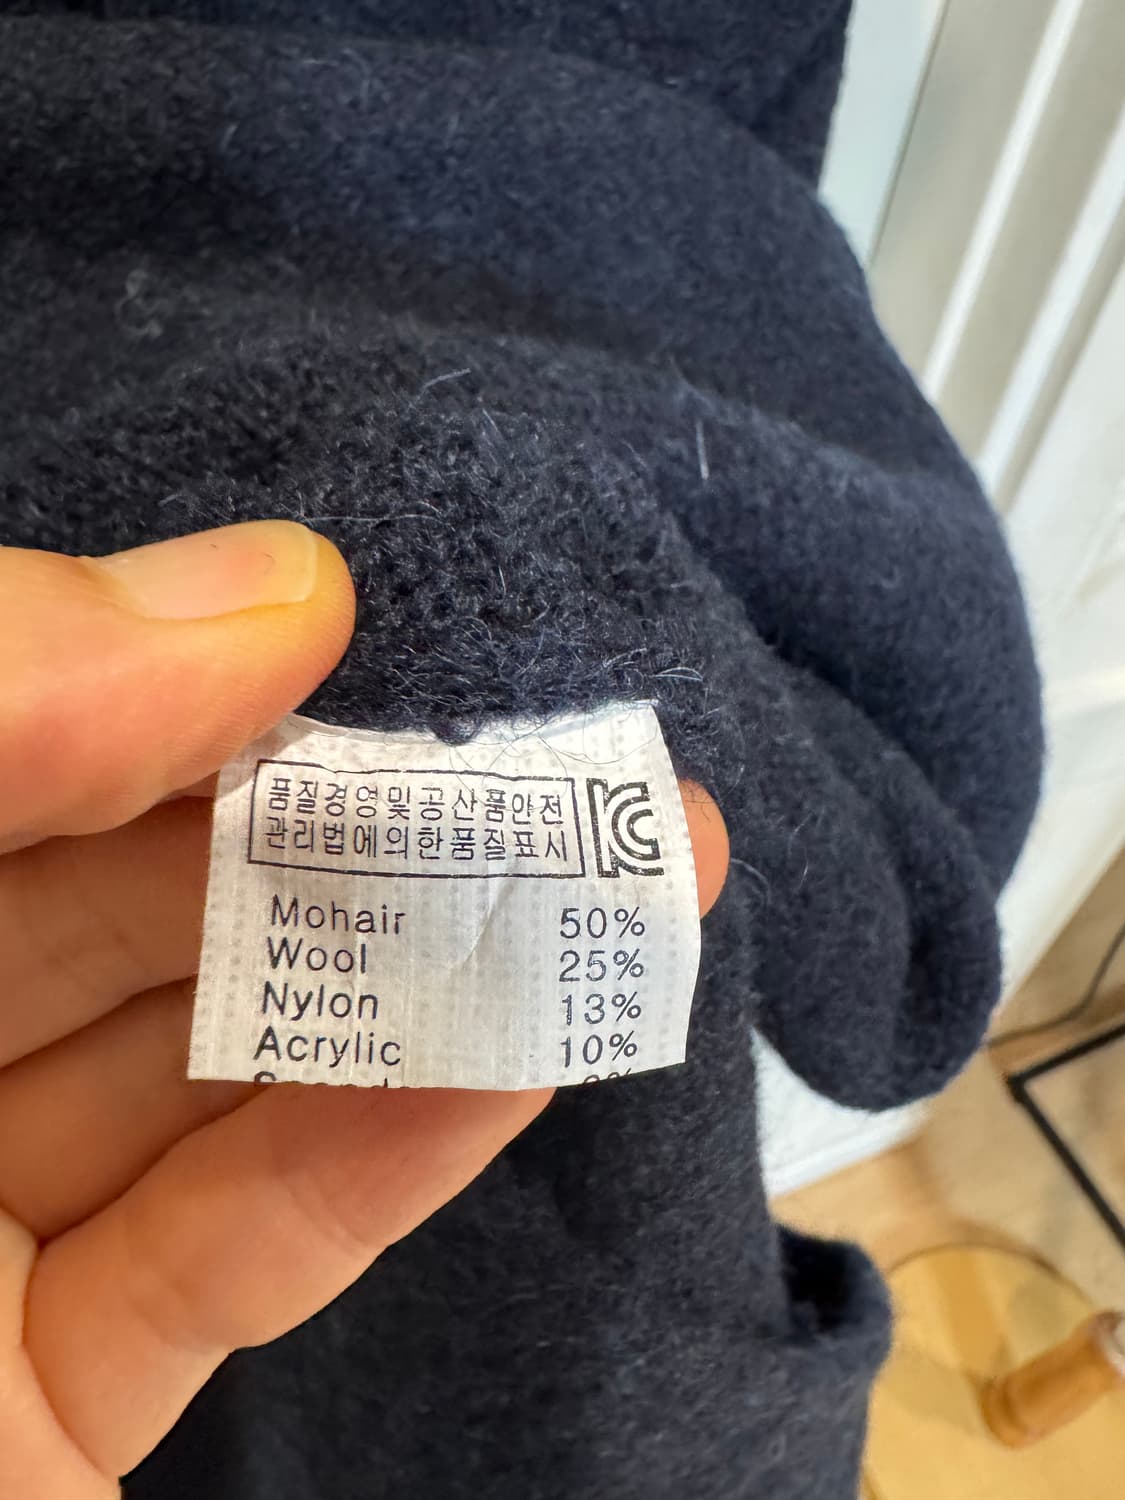 품질경영및공산품안전
관리법에의한품질표시
KC
Mohair 50%
Wool 25%
Nylon 13%
Acrylic 10%